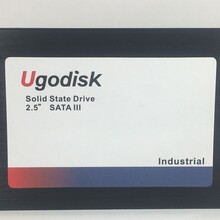 Ugodisk
Solid State Drive
2.5" SATA III
Industrial